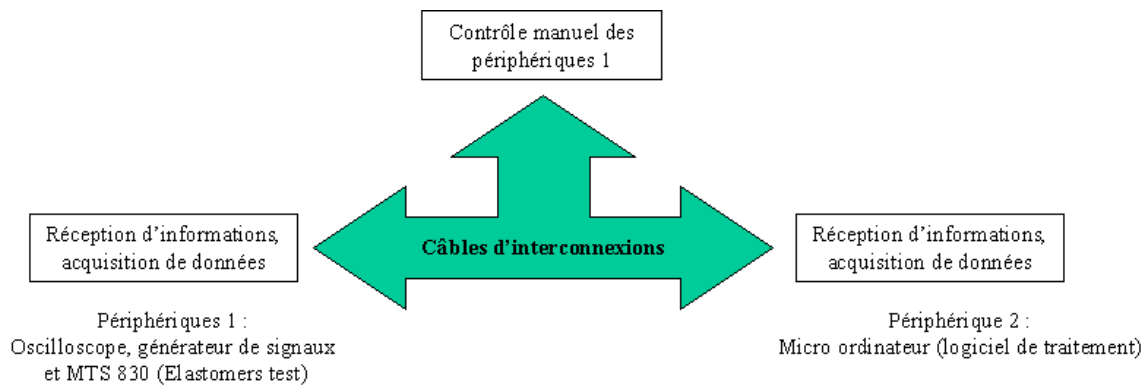 Contrôle manuel des
périphériques 1
Réception d'informations,
acquisition de données
Câbles d'interconnexions
Réception d'informations,
acquisition de données
Périphériques 1 :
Oscilloscope, générateur de signaux
et MTS 830 (Elastomers test)
Périphérique 2 :
Micro ordinateur (logiciel de traitement)